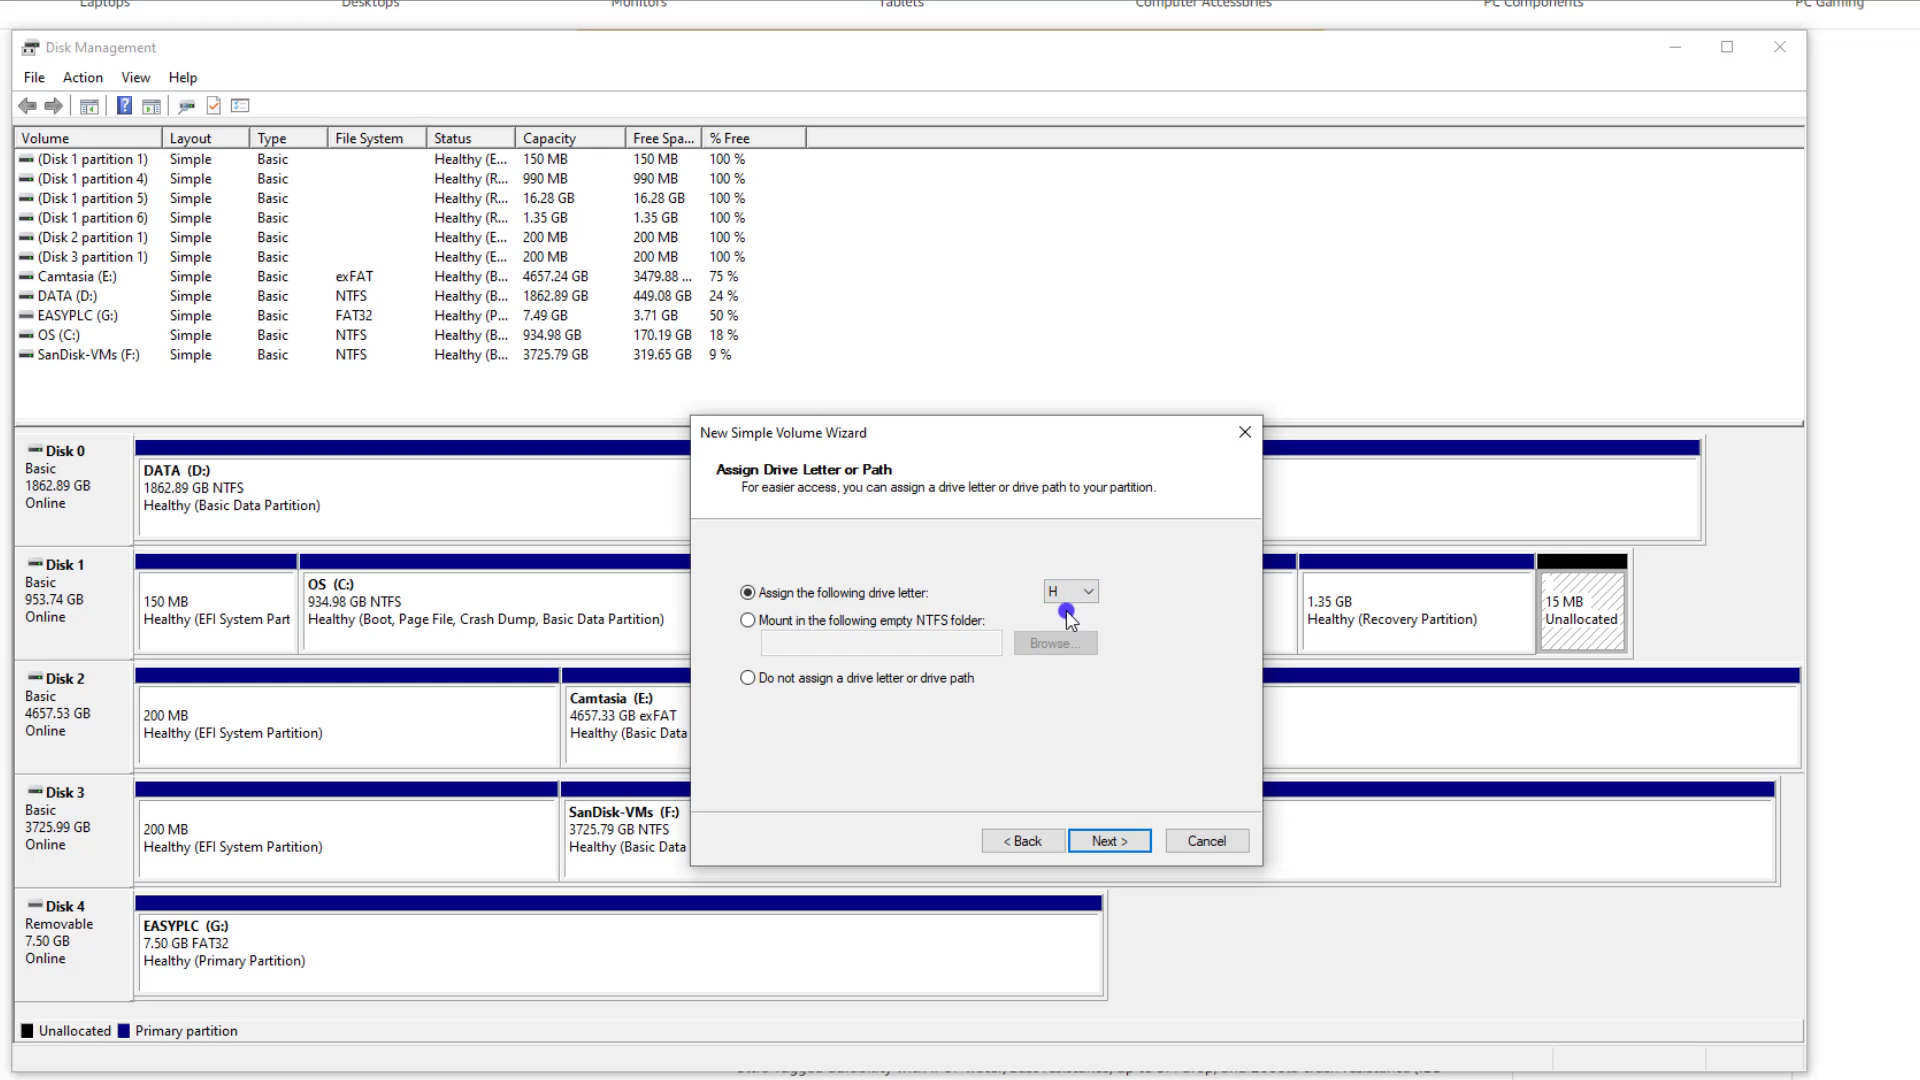 Laptops Desktops Monitors Tablets Computer Accessories PC Components PC Gaming
Disk Management
File Action View Help
Volume Layout Type File System Status Capacity Free Spa... % Free
(Disk 1 partition 1) Simple Basic Healthy (E... 150 MB 150 MB 100 %
(Disk 1 partition 4) Simple Basic Healthy (R... 990 MB 990 MB 100 %
(Disk 1 partition 5) Simple Basic Healthy (R... 16.28 GB 16.28 GB 100 %
(Disk 1 partition 6) Simple Basic Healthy (R... 1.35 GB 1.35 GB 100 %
(Disk 2 partition 1) Simple Basic Healthy (E... 200 MB 200 MB 100 %
(Disk 3 partition 1) Simple Basic Healthy (E... 200 MB 200 MB 100 %
Camtasia (E:) Simple Basic exFAT Healthy (B... 4657.24 GB 3479.88 ... 75 %
DATA (D:) Simple Basic NTFS Healthy (B... 1862.89 GB 449.08 GB 24 %
EASYPLC (G:) Simple Basic FAT32 Healthy (P... 7.49 GB 3.71 GB 50 %
OS (C:) Simple Basic NTFS Healthy (B... 934.98 GB 170.19 GB 18 %
SanDisk-VMs (F:) Simple Basic NTFS Healthy (B... 3725.79 GB 319.65 GB 9 %
New Simple Volume Wizard
Assign Drive Letter or Path
For easier access, you can assign a drive letter or drive path to your partition.
Assign the following drive letter: H
Mount in the following empty NTFS folder:
Browse...
Do not assign a drive letter or drive path
< Back Next > Cancel
Disk 0
Basic
1862.89 GB
Online
DATA (D:)
1862.89 GB NTFS
Healthy (Basic Data Partition)
Disk 1
Basic
953.74 GB
Online
150 MB
Healthy (EFI System Part
OS (C:)
934.98 GB NTFS
Healthy (Boot, Page File, Crash Dump, Basic Data Partition)
1.35 GB
Healthy (Recovery Partition)
15 MB
Unallocated
Disk 2
Basic
4657.53 GB
Online
200 MB
Healthy (EFI System Partition)
Camtasia (E:)
4657.33 GB exFAT
Healthy (Basic Data
Disk 3
Basic
3725.99 GB
Online
200 MB
Healthy (EFI System Partition)
SanDisk-VMs (F:)
3725.79 GB NTFS
Healthy (Basic Data
Disk 4
Removable
7.50 GB
Online
EASYPLC (G:)
7.50 GB FAT32
Healthy (Primary Partition)
Unallocated Primary partition